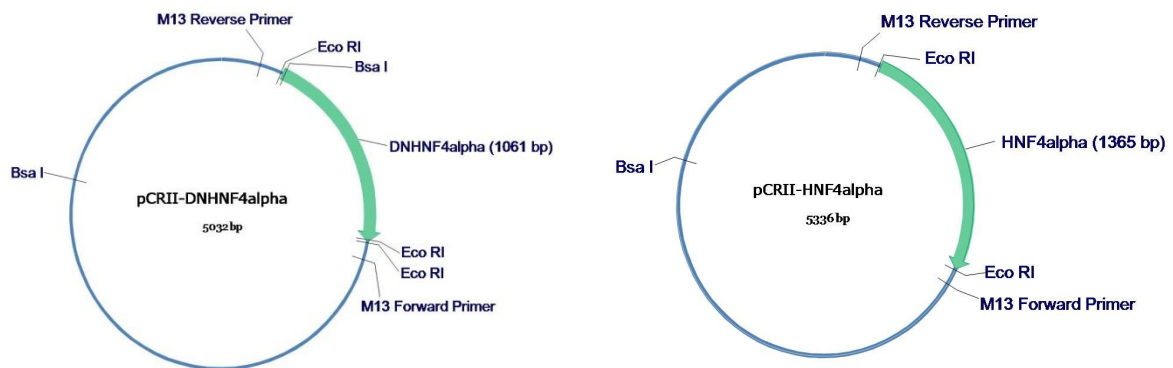 M13 Reverse Primer
Eco RI
Bsa I
DNHNF4alpha (1061 bp)
Bsa I
pCRII-DNHNF4alpha
5032 bp
Eco RI
Eco RI
M13 Forward Primer
M13 Reverse Primer
Eco RI
HNF4alpha (1365 bp)
Bsa I
pCRII-HNF4alpha
5336 bp
Eco RI
M13 Forward Primer